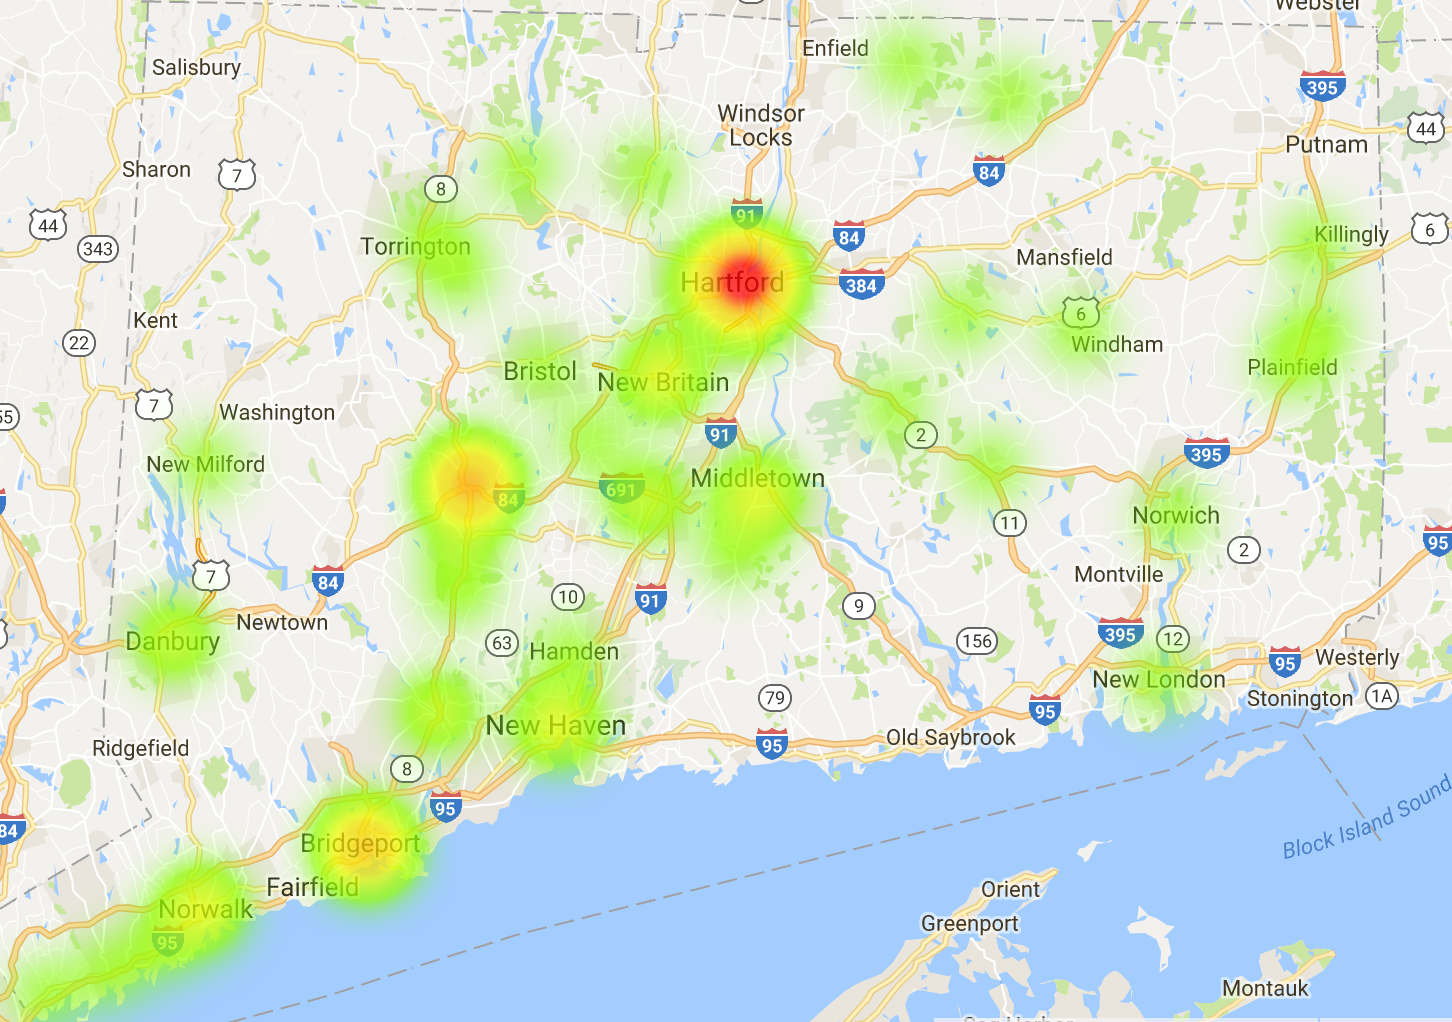 Webster
Enfield
Salisbury
395
Windsor
Locks
44
Putnam
Sharon
7
84
8
91
44
343
Torrington
84
Killingly
6
Mansfield
Hartford
384
Kent
6
22
Windham
Bristol
New Britain
Plainfield
7
Washington
55
91
2
395
New Milford
Middletown
84
691
Norwich
11
95
2
7
84
Montville
10
91
9
Newtown
Danbury
63
Hamden
156
395
12
95
Westerly
New London
Stonington
1A
79
95
New Haven
Old Saybrook
95
Ridgefield
8
95
84
Bridgeport
Block Island Sound
Fairfield
Orient
Norwalk
Greenport
95
Montauk